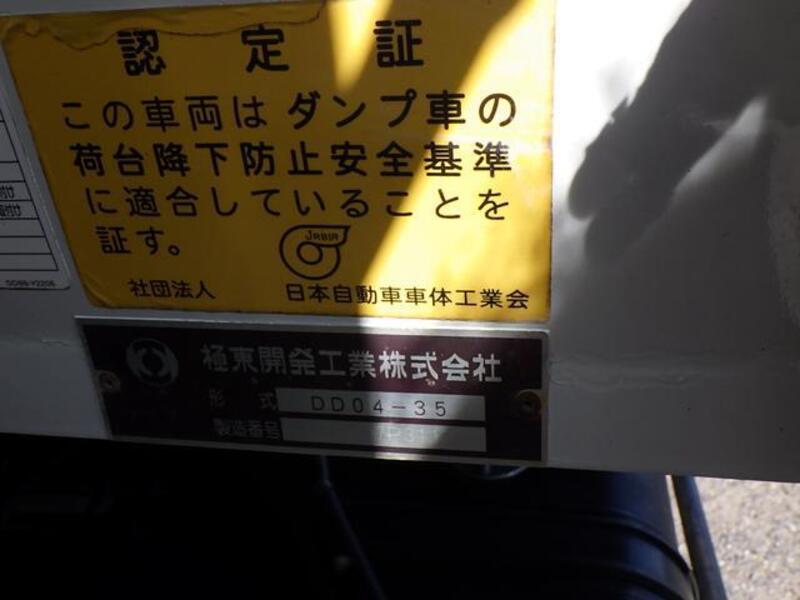 認定証
この車両はダンプ車の
荷台降下防止安全基準
に適合していることを
証す。
JABIA
社団法人 日本自動車車体工業会
極東開発工業株式会社
形式 DD04-35
製造番号